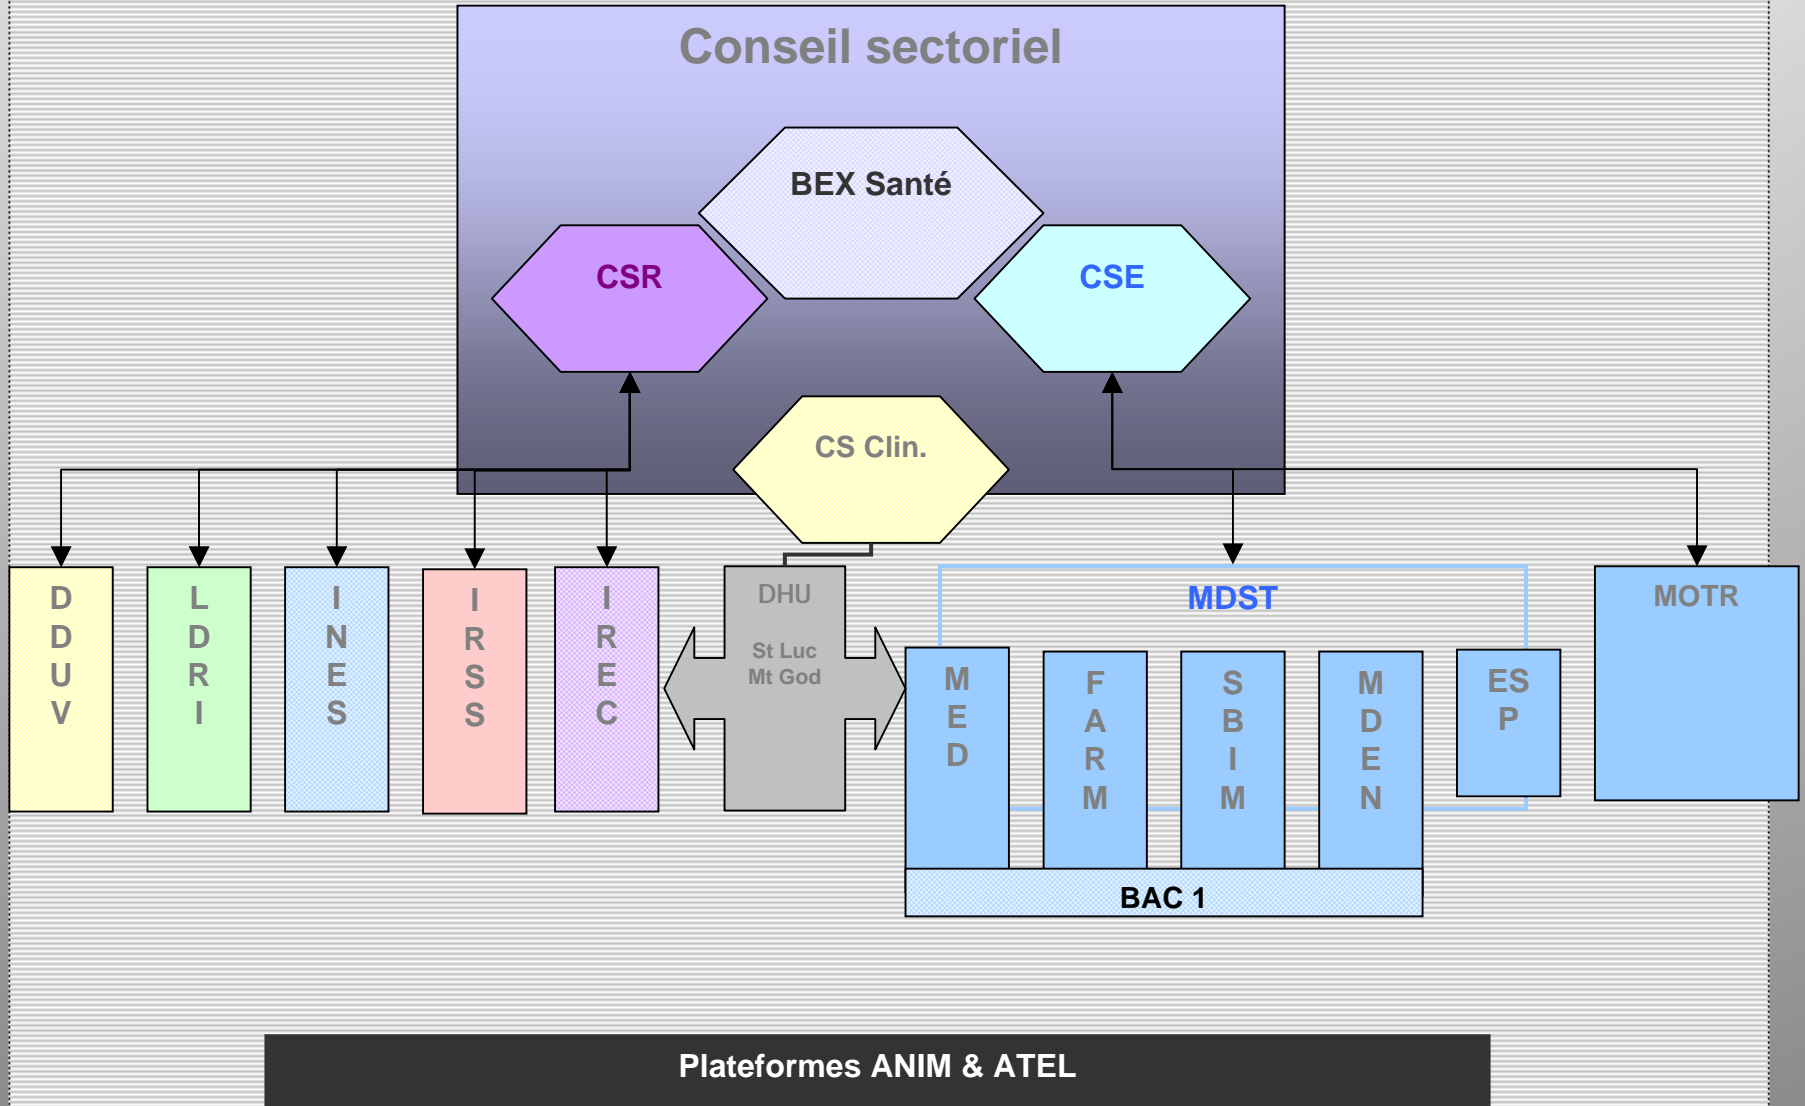 Conseil sectoriel
BEX Santé
CSR
CSE
CS Clin.
D
D
U
V
L
D
R
I
I
N
E
S
I
R
S
S
I
R
E
C
DHU
St Luc
Mt God
MDST
M
E
D
F
A
R
M
S
B
I
M
M
D
E
N
ES
P
MOTR
BAC 1
Plateformes ANIM & ATEL